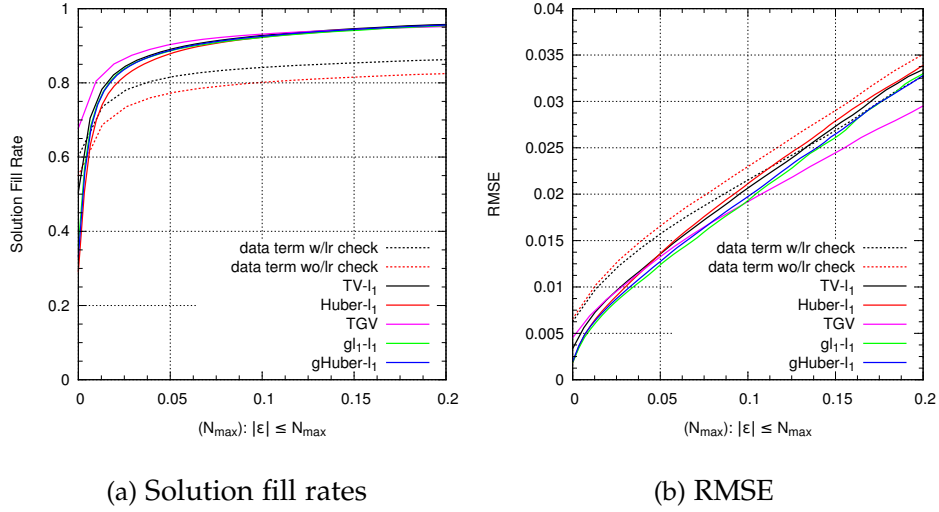 Solution Fill Rate
1
0.8
0.6
0.4
0.2
0
0
0.05
0.1
0.15
0.2
(N_max): |ε| ≤ N_max
data term w/lr check
data term wo/lr check
TV-l₁
Huber-l₁
TGV
gl₁-l₁
gHuber-l₁
(a) Solution fill rates
RMSE
0.04
0.035
0.03
0.025
0.02
0.015
0.01
0.005
0
0
0.05
0.1
0.15
0.2
(N_max): |ε| ≤ N_max
data term w/lr check
data term wo/lr check
TV-l₁
Huber-l₁
TGV
gl₁-l₁
gHuber-l₁
(b) RMSE